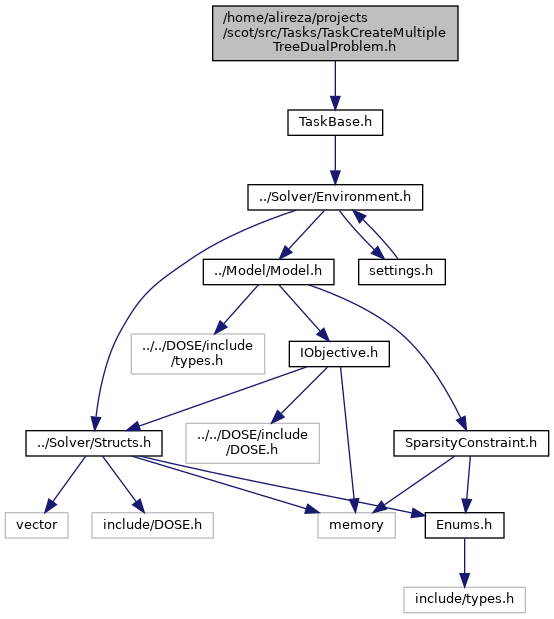 /home/alireza/projects
/scot/src/Tasks/TaskCreateMultiple
TreeDualProblem.h
TaskBase.h
../Solver/Environment.h
../Model/Model.h
settings.h
../../DOSE/include
/types.h
IObjective.h
../Solver/Structs.h
../../DOSE/include
/DOSE.h
SparsityConstraint.h
vector
include/DOSE.h
memory
Enums.h
include/types.h